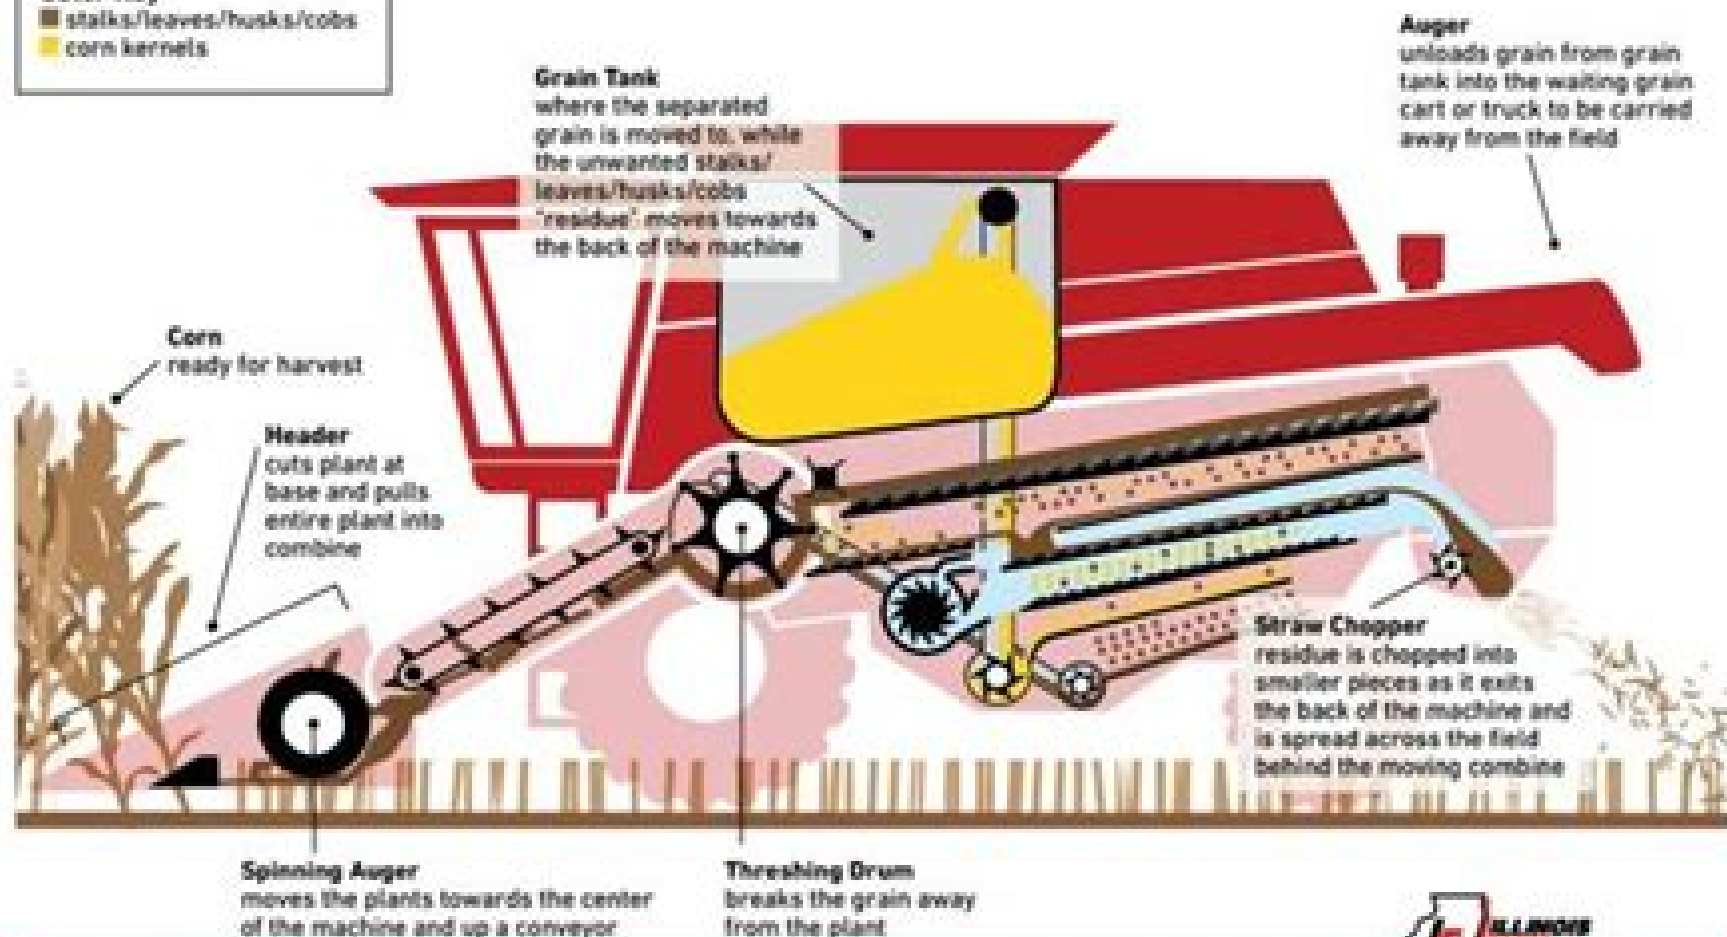 stalks/leaves/husks/cobs
corn kernels
Grain Tank
where the separated
grain is moved to, while
the unwanted stalks/
leaves/husks/cobs
"residue" moves towards
the back of the machine
Auger
unloads grain from grain
tank into the waiting grain
cart or truck to be carried
away from the field
Corn
ready for harvest
Header
cuts plant at
base and pulls
entire plant into
combine
Straw Chopper
residue is chopped into
smaller pieces as it exits
the back of the machine and
is spread across the field
behind the moving combine
Spinning Auger
moves the plants towards the center
of the machine and up a conveyor
Threshing Drum
breaks the grain away
from the plant
ILLINOIS